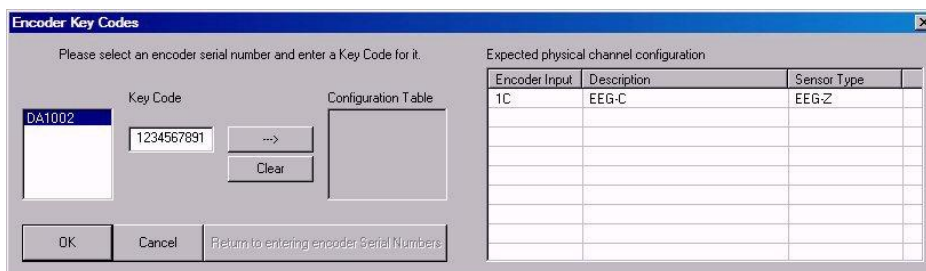 Encoder Key Codes
Please select an encoder serial number and enter a Key Code for it.
Key Code
Configuration Table
DA1002
1234567891
--->
Clear
OK
Cancel
Return to entering encoder Serial Numbers
Expected physical channel configuration
Encoder Input Description Sensor Type
1C EEG-C EEG-Z